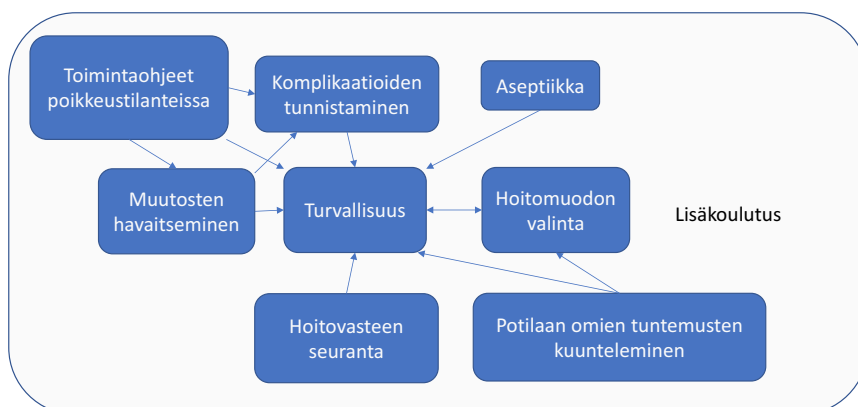 Toimintaohjeet
poikkeustilanteissa
Komplikaatioiden
tunnistaminen
Aseptiikka
Muutosten
havaitseminen
Turvallisuus
Hoitomuodon
valinta
Lisäkoulutus
Hoitovasteen
seuranta
Potilaan omien tuntemusten
kuunteleminen